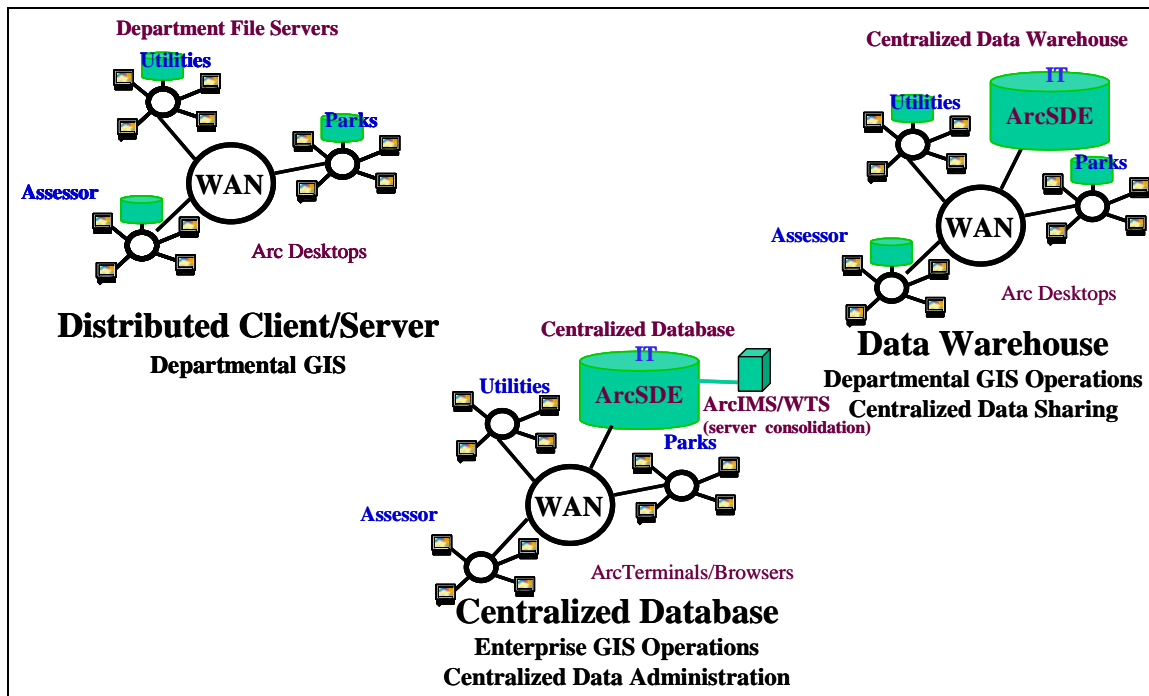 Department File Servers
Utilities
Parks
WAN
Assessor
Arc Desktops
Distributed Client/Server
Departmental GIS
Centralized Database
IT
ArcSDE
Utilities
ArcIMS/WTS
(server consolidation)
Parks
WAN
Assessor
ArcTerminals/Browsers
Centralized Database
Enterprise GIS Operations
Centralized Data Administration
Centralized Data Warehouse
IT
Utilities
ArcSDE
Parks
WAN
Assessor
Arc Desktops
Data Warehouse
Departmental GIS Operations
Centralized Data Sharing